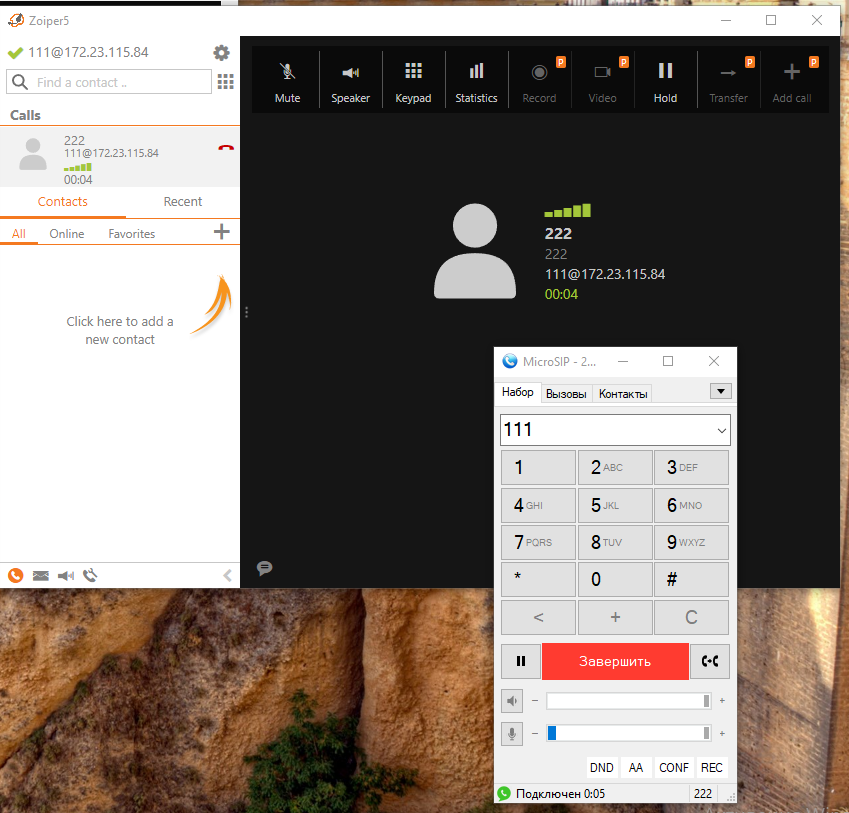 Zoiper5
111@172.23.115.84
Find a contact ..
Calls
222
111@172.23.115.84
00:04
Contacts Recent
All Online Favorites
Click here to add a
new contact
Mute Speaker Keypad Statistics Record Video Hold Transfer Add call
p p p p
222
222
111@172.23.115.84
00:04
MicroSIP - 2...
Набор Вызовы Контакты
111
1 2 ABC 3 DEF
4 GHI 5 JKL 6 MNO
7 PQRS 8 TUV 9 WXYZ
* 0 #
< + C
Завершить
− +
− +
DND AA CONF REC
Подключен 0:05 222